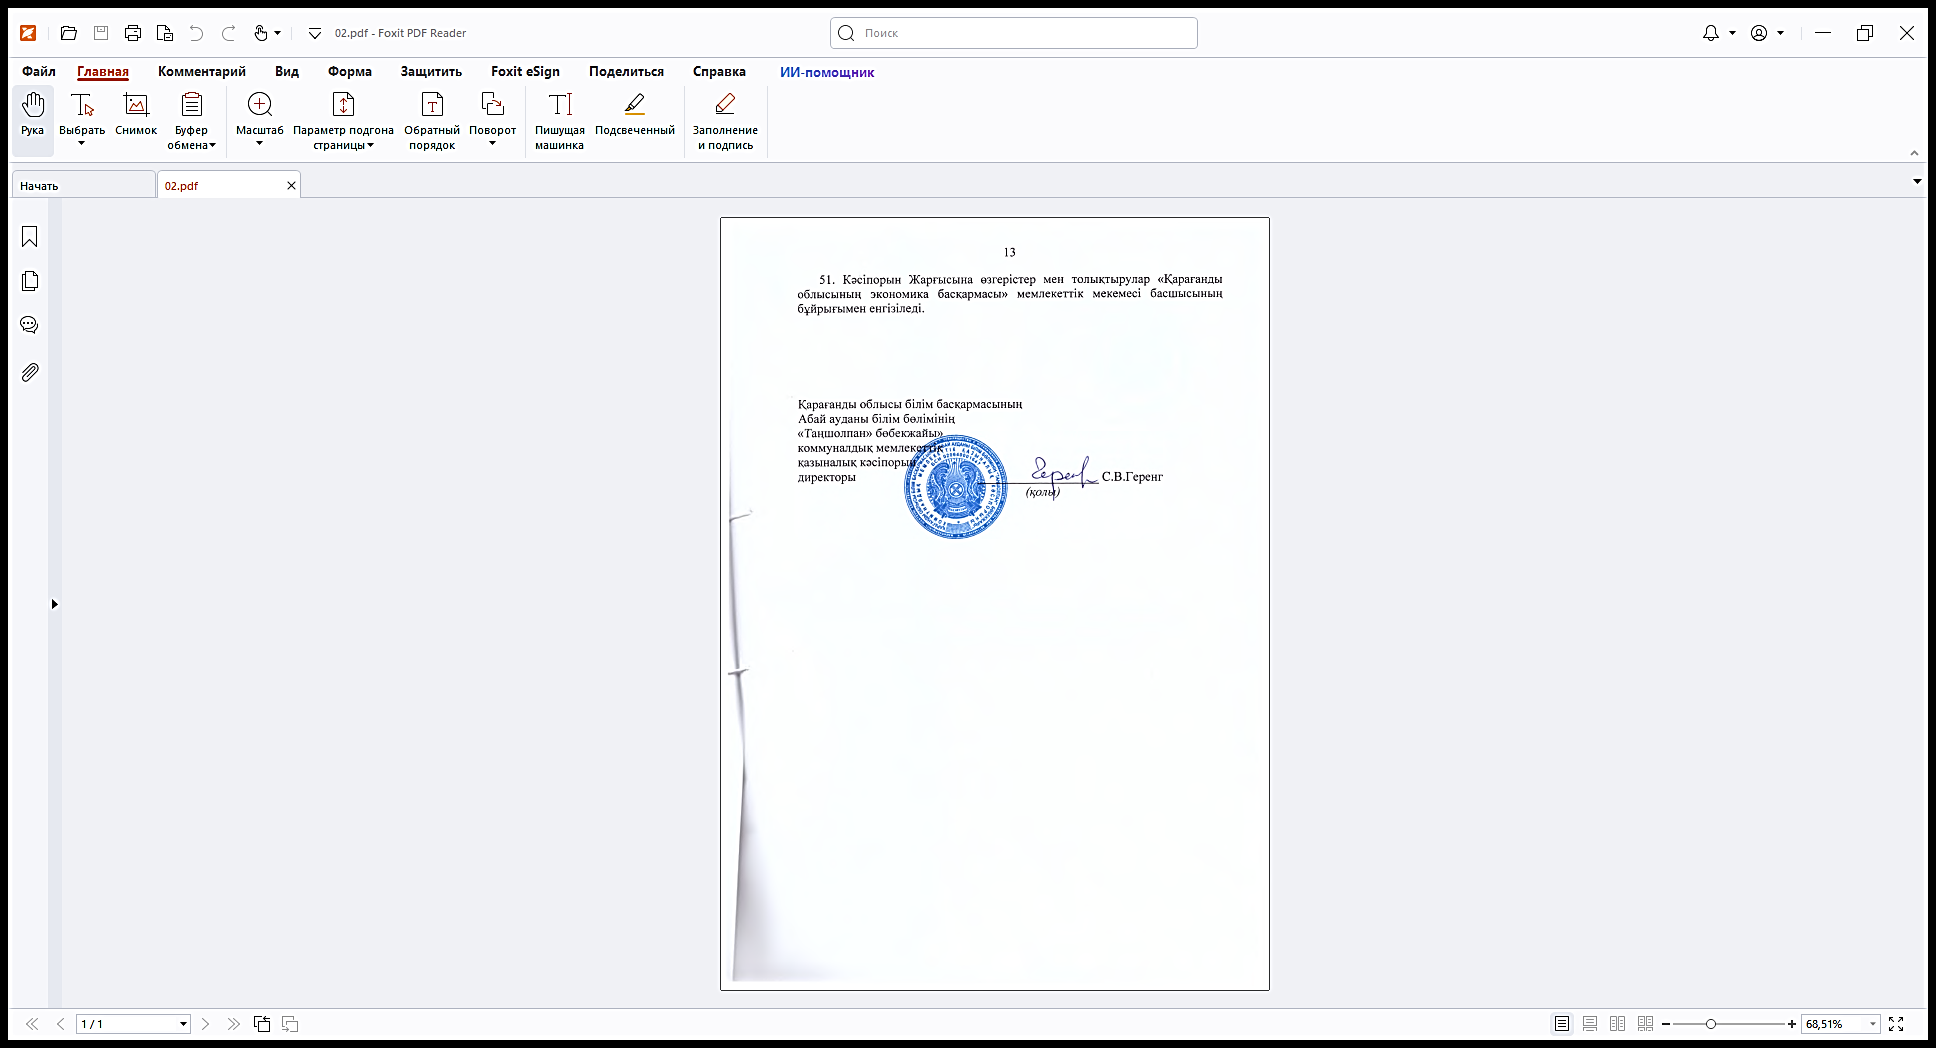 02.pdf - Foxit PDF Reader
Поиск
Файл Главная Комментарий Вид Форма Защитить Foxit eSign Поделиться Справка ИИ-помощник
Рука Выбрать Снимок Буфер обмена Масштаб Параметр подгона страницы Обратный порядок Поворот Пишущая машинка Подсвеченный Заполнение и подпись
Начать 02.pdf
13
51. Кәсіпорын Жарғысына өзгерістер мен толықтырулар «Қарағанды
облысының экономика басқармасы» мемлекеттік мекемесі басшысының
бұйрығымен енгізіледі.
Қарағанды облысы білім басқармасының
Абай ауданы білім бөлімінің
«Таңшолпан» бөбекжайы»
коммуналдық мемлекеттік
қазыналық кәсіпорын
директоры С.В.Геренг
(қолы)
1 / 1 68,51%